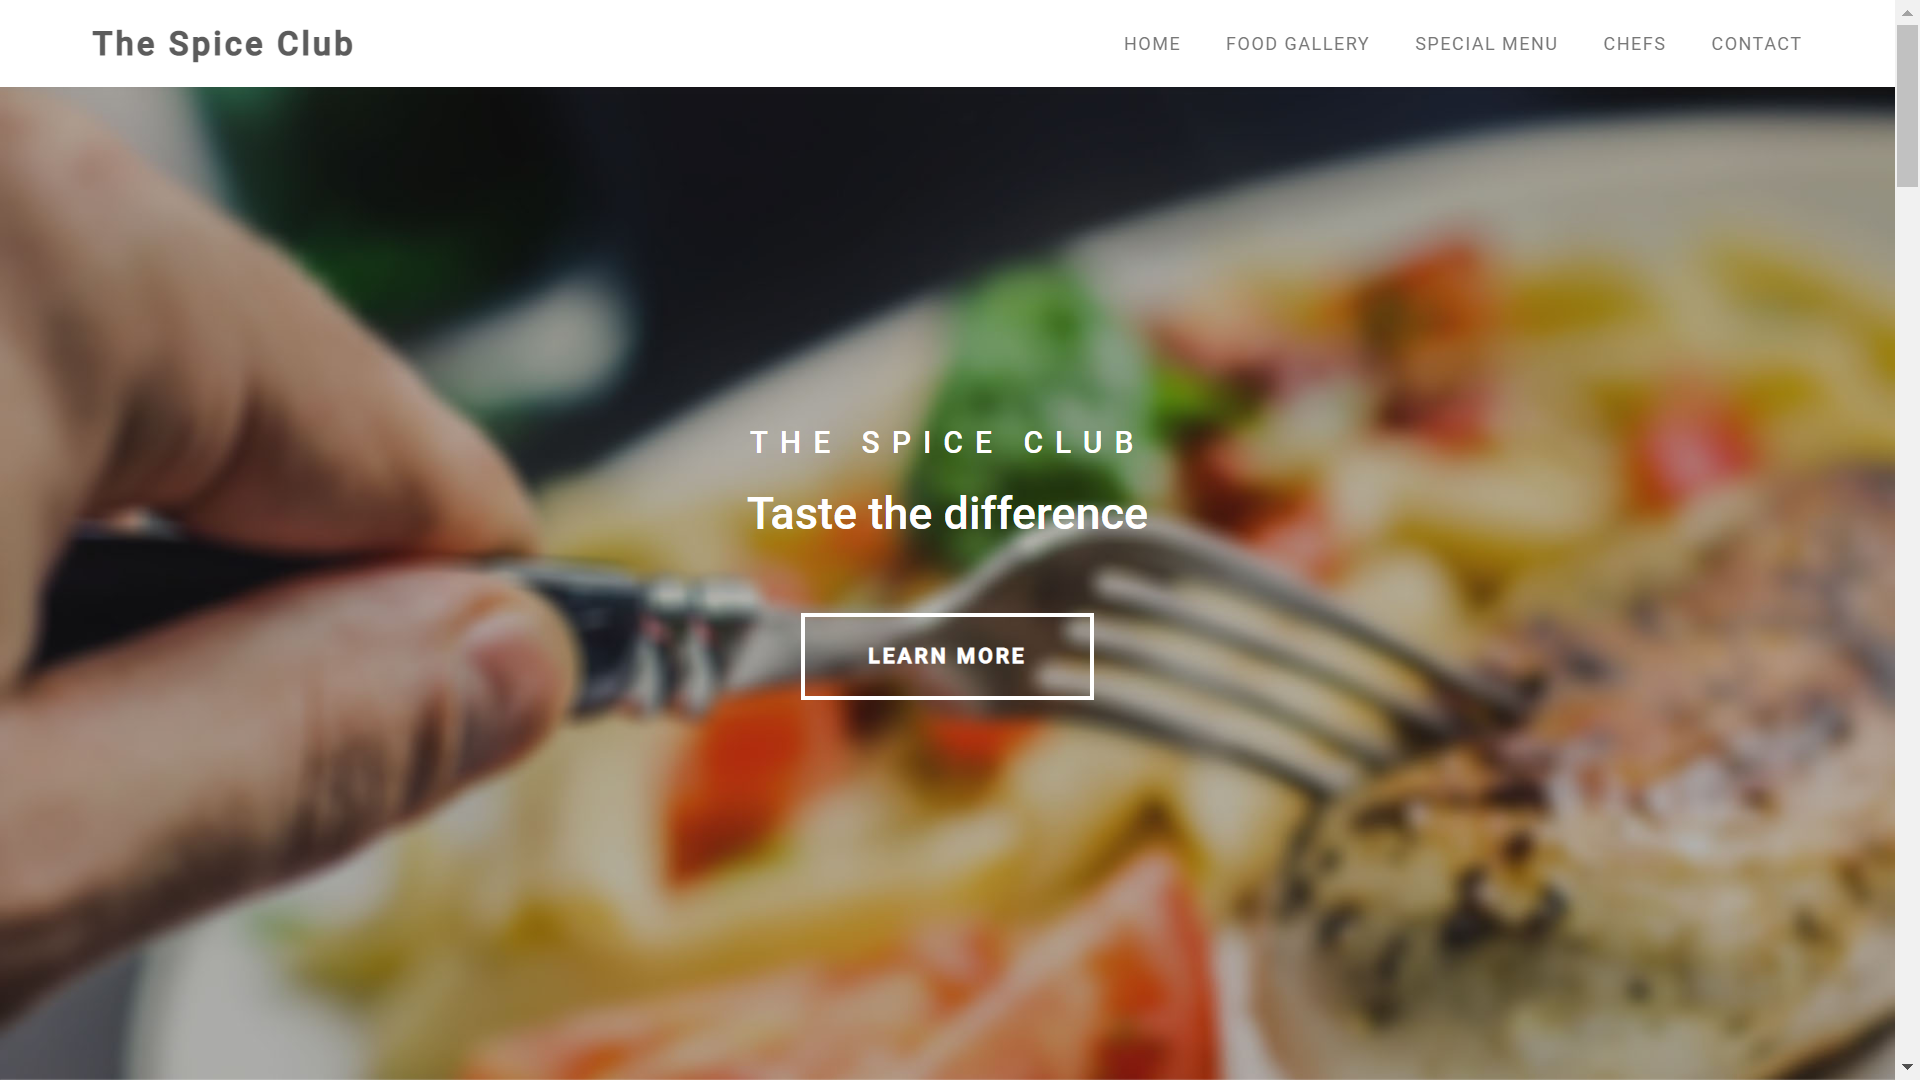 The Spice Club
HOME FOOD GALLERY SPECIAL MENU CHEFS CONTACT
THE SPICE CLUB
Taste the difference
LEARN MORE